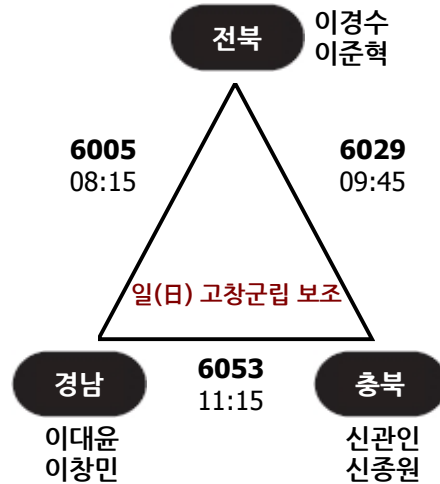 전북
이경수
이준혁
6005
08:15
6029
09:45
일(日) 고창군립 보조
경남
6053
11:15
충북
이대윤
이창민
신관인
신종원